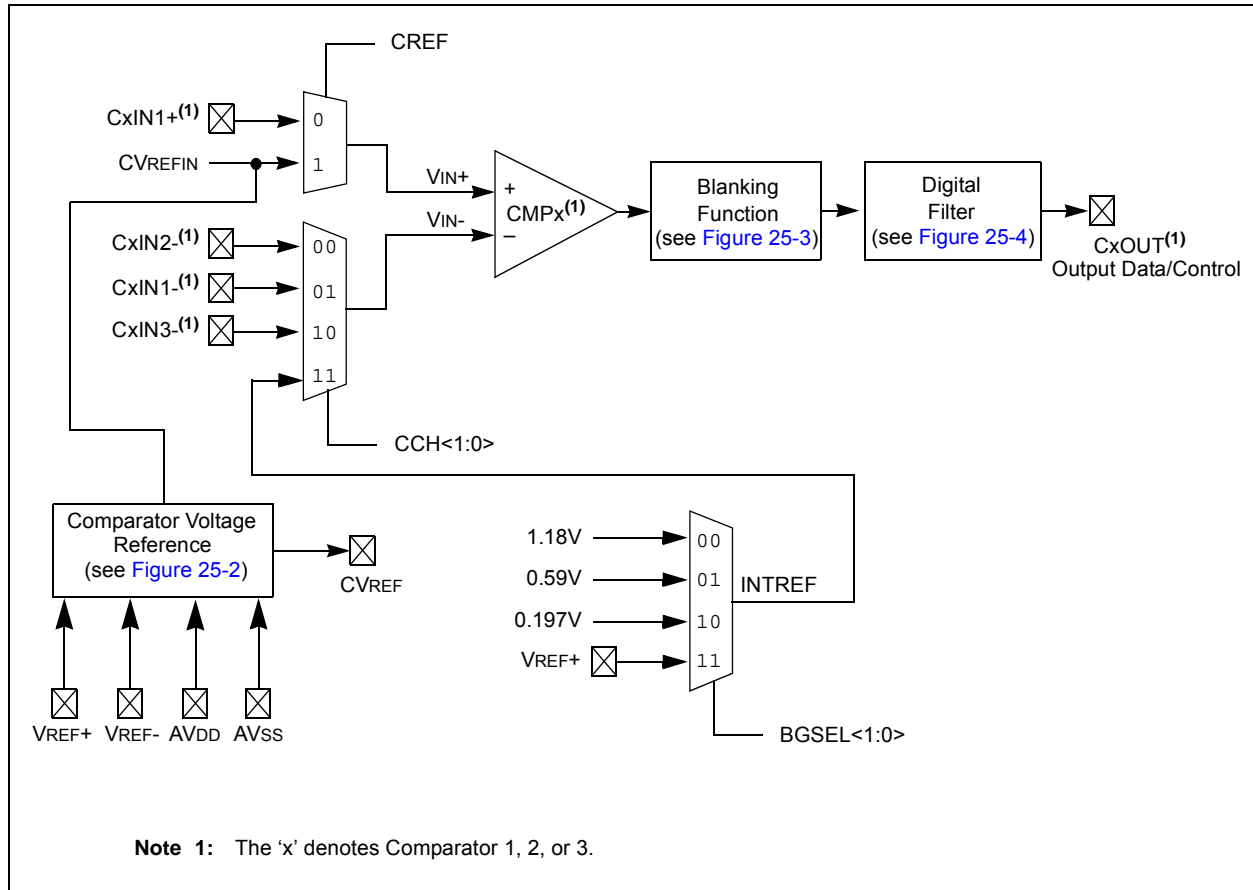 CREF
CxIN1+(1)
0
CVREFIN
1
VIN+
+
CMPx(1)
VIN-
–
Blanking
Function
(see Figure 25-3)
Digital
Filter
(see Figure 25-4)
CxOUT(1)
Output Data/Control
CxIN2-(1)
00
CxIN1-(1)
01
CxIN3-(1)
10
11
CCH<1:0>
Comparator Voltage
Reference
(see Figure 25-2)
CVREF
VREF+
VREF-
AVDD
AVSS
1.18V
00
0.59V
01
INTREF
0.197V
10
VREF+
11
BGSEL<1:0>
Note 1: The ‘x’ denotes Comparator 1, 2, or 3.